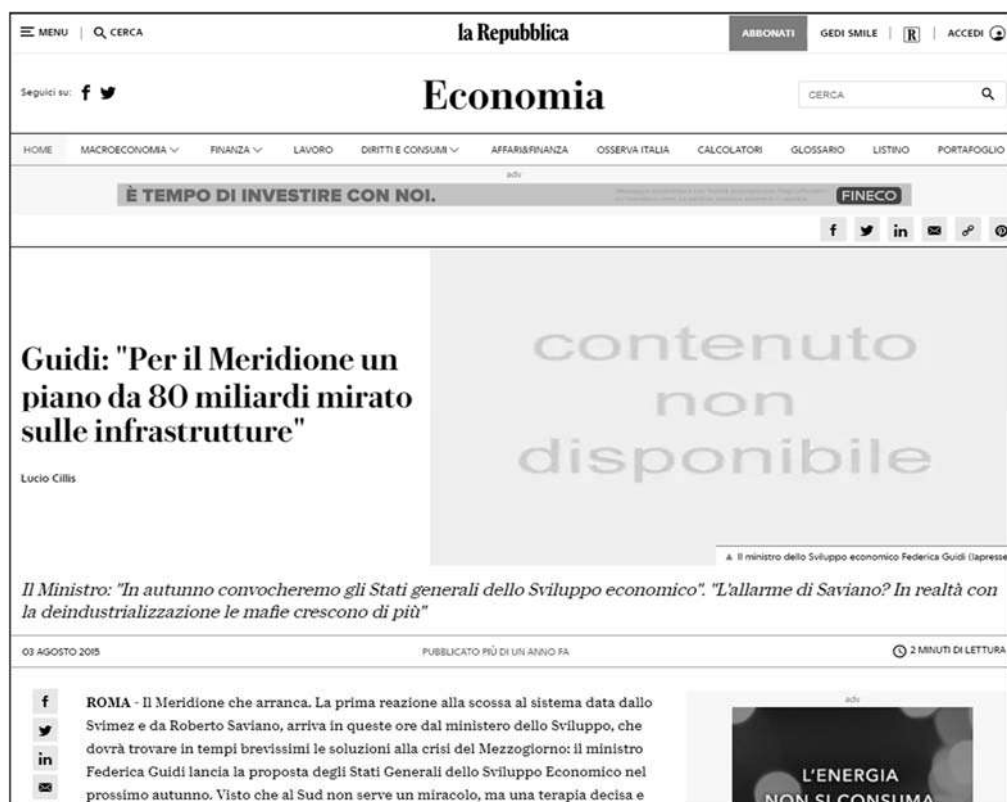 MENU | CERCA
la Repubblica
ABBONATI
GEDI SMILE | R | ACCEDI
Seguici su:
Economia
CERCA
HOME MACROECONOMIA FINANZA LAVORO DIRITTI E CONSUMI AFFARI&FINANZA OSSERVA ITALIA CALCOLATORI GLOSSARIO LISTINO PORTAFOGLIO
adv
È TEMPO DI INVESTIRE CON NOI.
FINECO
Guidi: "Per il Meridione un
piano da 80 miliardi mirato
sulle infrastrutture"
Lucio Cillis
contenuto
non
disponibile
Il ministro dello Sviluppo economico Federica Guidi (lapresse
Il Ministro: "In autunno convocheremo gli Stati generali dello Sviluppo economico". "L'allarme di Saviano? In realtà con
la deindustrializzazione le mafie crescono di più"
03 AGOSTO 2015
PUBBLICATO PIÙ DI UN ANNO FA
2 MINUTI DI LETTURA
ROMA - Il Meridione che arranca. La prima reazione alla scossa al sistema data dallo
Svimez e da Roberto Saviano, arriva in queste ore dal ministero dello Sviluppo, che
dovrà trovare in tempi brevissimi le soluzioni alla crisi del Mezzogiorno: il ministro
Federica Guidi lancia la proposta degli Stati Generali dello Sviluppo Economico nel
prossimo autunno. Visto che al Sud non serve un miracolo, ma una terapia decisa e
adv
L'ENERGIA
NON SI CONSUMA